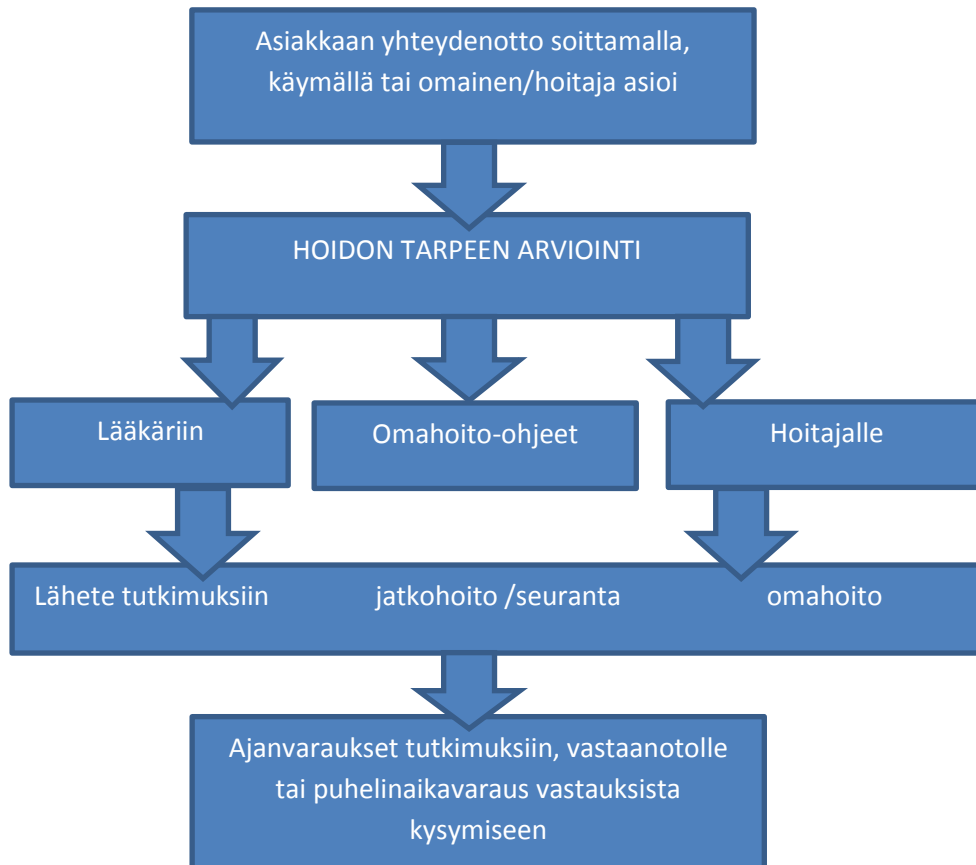 Asiakkaan yhteydenotto soittamalla,
käymällä tai omainen/hoitaja asioi
HOIDON TARPEEN ARVIOINTI
Lääkäriin
Omahoito-ohjeet
Hoitajalle
Lähete tutkimuksiin jatkohoito /seuranta omahoito
Ajanvaraukset tutkimuksiin, vastaanotolle
tai puhelinaikavaraus vastauksista
kysymiseen